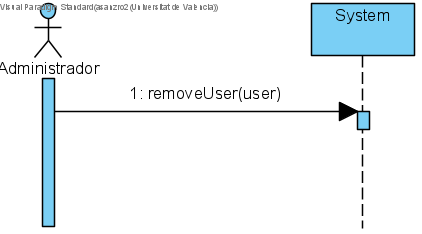 Visual Paradigm Standard(asanzro2(Universitat de Valencia))
System
Administrador
1: removeUser(user)